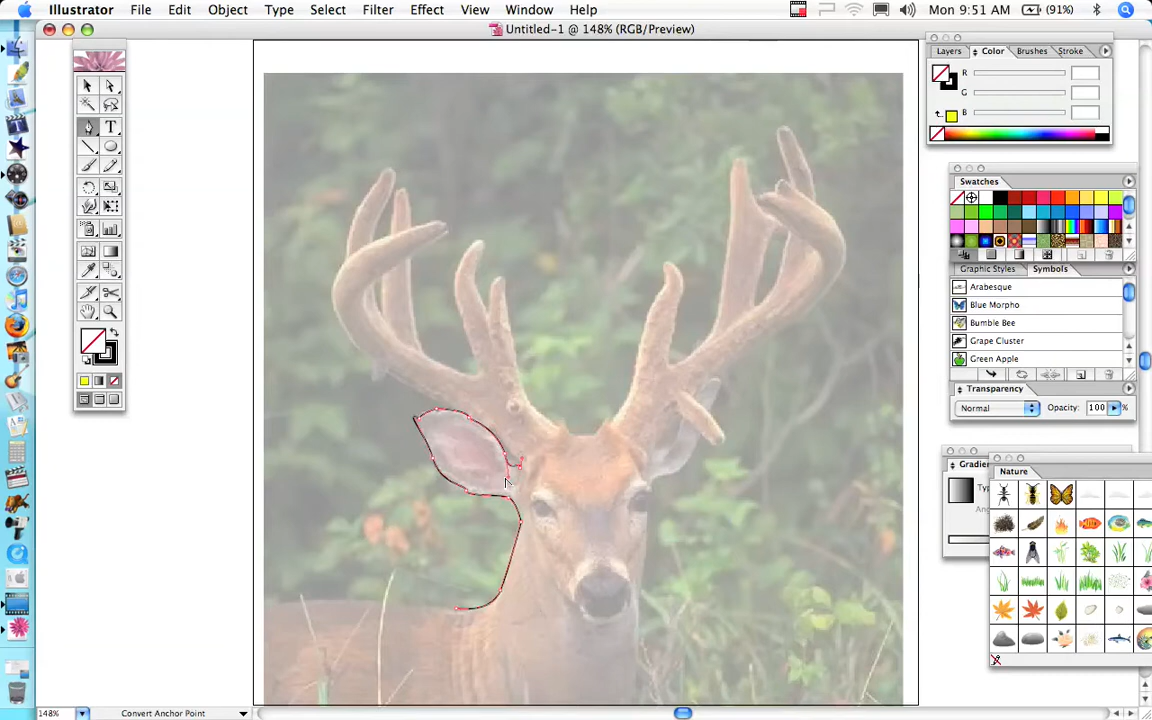 Illustrator File Edit Object Type Select Filter Effect View Window Help Mon 9:51 AM (91%)
Untitled-1 @ 148% (RGB/Preview)
Layers Color Brushes Stroke
R
G
B
T
Swatches
Graphic Styles Symbols
Arabesque
Blue Morpho
Bumble Bee
Grape Cluster
Green Apple
Transparency
Normal Opacity: 100 %
Nature
148% Convert Anchor Point